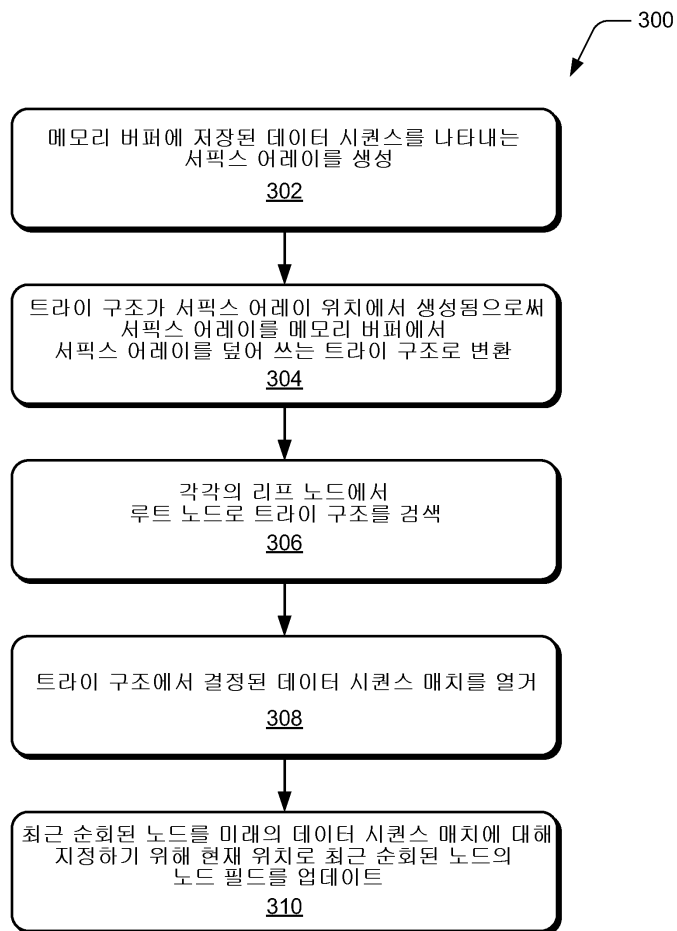 300
메모리 버퍼에 저장된 데이터 시퀀스를 나타내는
서픽스 어레이를 생성
302
트라이 구조가 서픽스 어레이 위치에서 생성됨으로써
서픽스 어레이를 메모리 버퍼에서
서픽스 어레이를 덮어 쓰는 트라이 구조로 변환
304
각각의 리프 노드에서
루트 노드로 트라이 구조를 검색
306
트라이 구조에서 결정된 데이터 시퀀스 매치를 열거
308
최근 순회된 노드를 미래의 데이터 시퀀스 매치에 대해
지정하기 위해 현재 위치로 최근 순회된 노드의
노드 필드를 업데이트
310